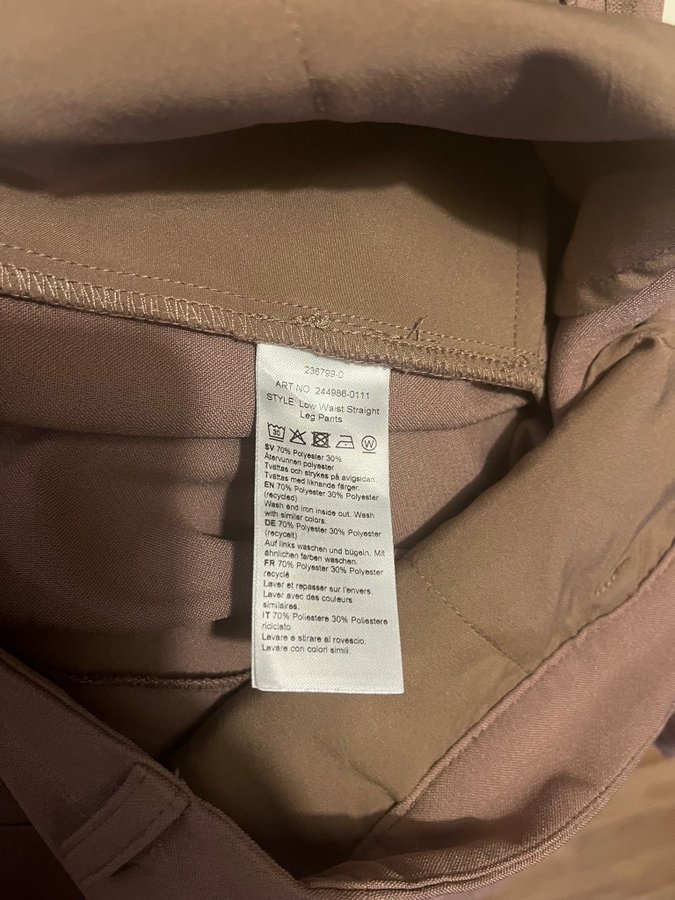 236799-0
ART NO. 244986-0111
STYLE. Low Waist Straight
Leg Pants
30 W
SV 70% Polyester 30%
Återvunnen polyester
Tvättas och strykes på avigsidan.
Tvättas med liknande färger.
EN 70% Polyester 30% Polyester
(recycled)
Wash and iron inside out. Wash
with similar colors.
DE 70% Polyester 30% Polyester
(recycelt)
Auf links waschen und bügeln. Mit
ähnlichen farben waschen.
FR 70% Polyester 30% Polyester
recyclé
Laver et repasser sur l'envers.
Laver avec des couleurs
similaires.
IT 70% Poliestere 30% Poliestere
riciclato
Lavare e stirare al rovescio.
Lavare con colori simili.